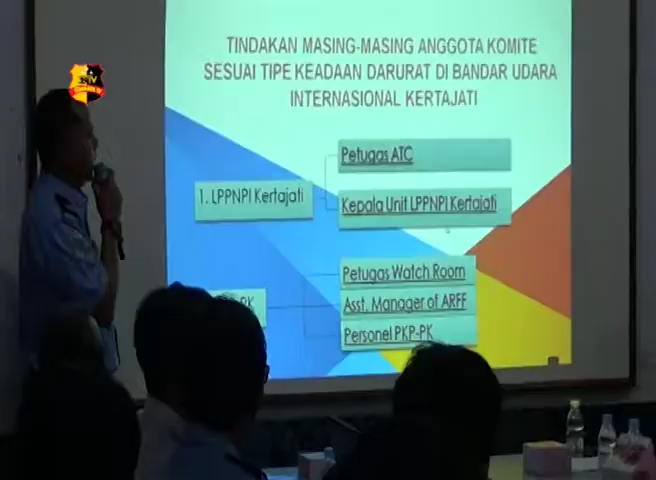 TINDAKAN MASING-MASING ANGGOTA KOMITE
SESUAI TIPE KEADAAN DARURAT DI BANDAR UDARA
INTERNASIONAL KERTAJATI
1. LPPNPI Kertajati
Petugas ATC
Kepala Unit LPPNPI Kertajati
PK
Petugas Watch Room
Asst. Manager of ARFF
Personel PKP-PK